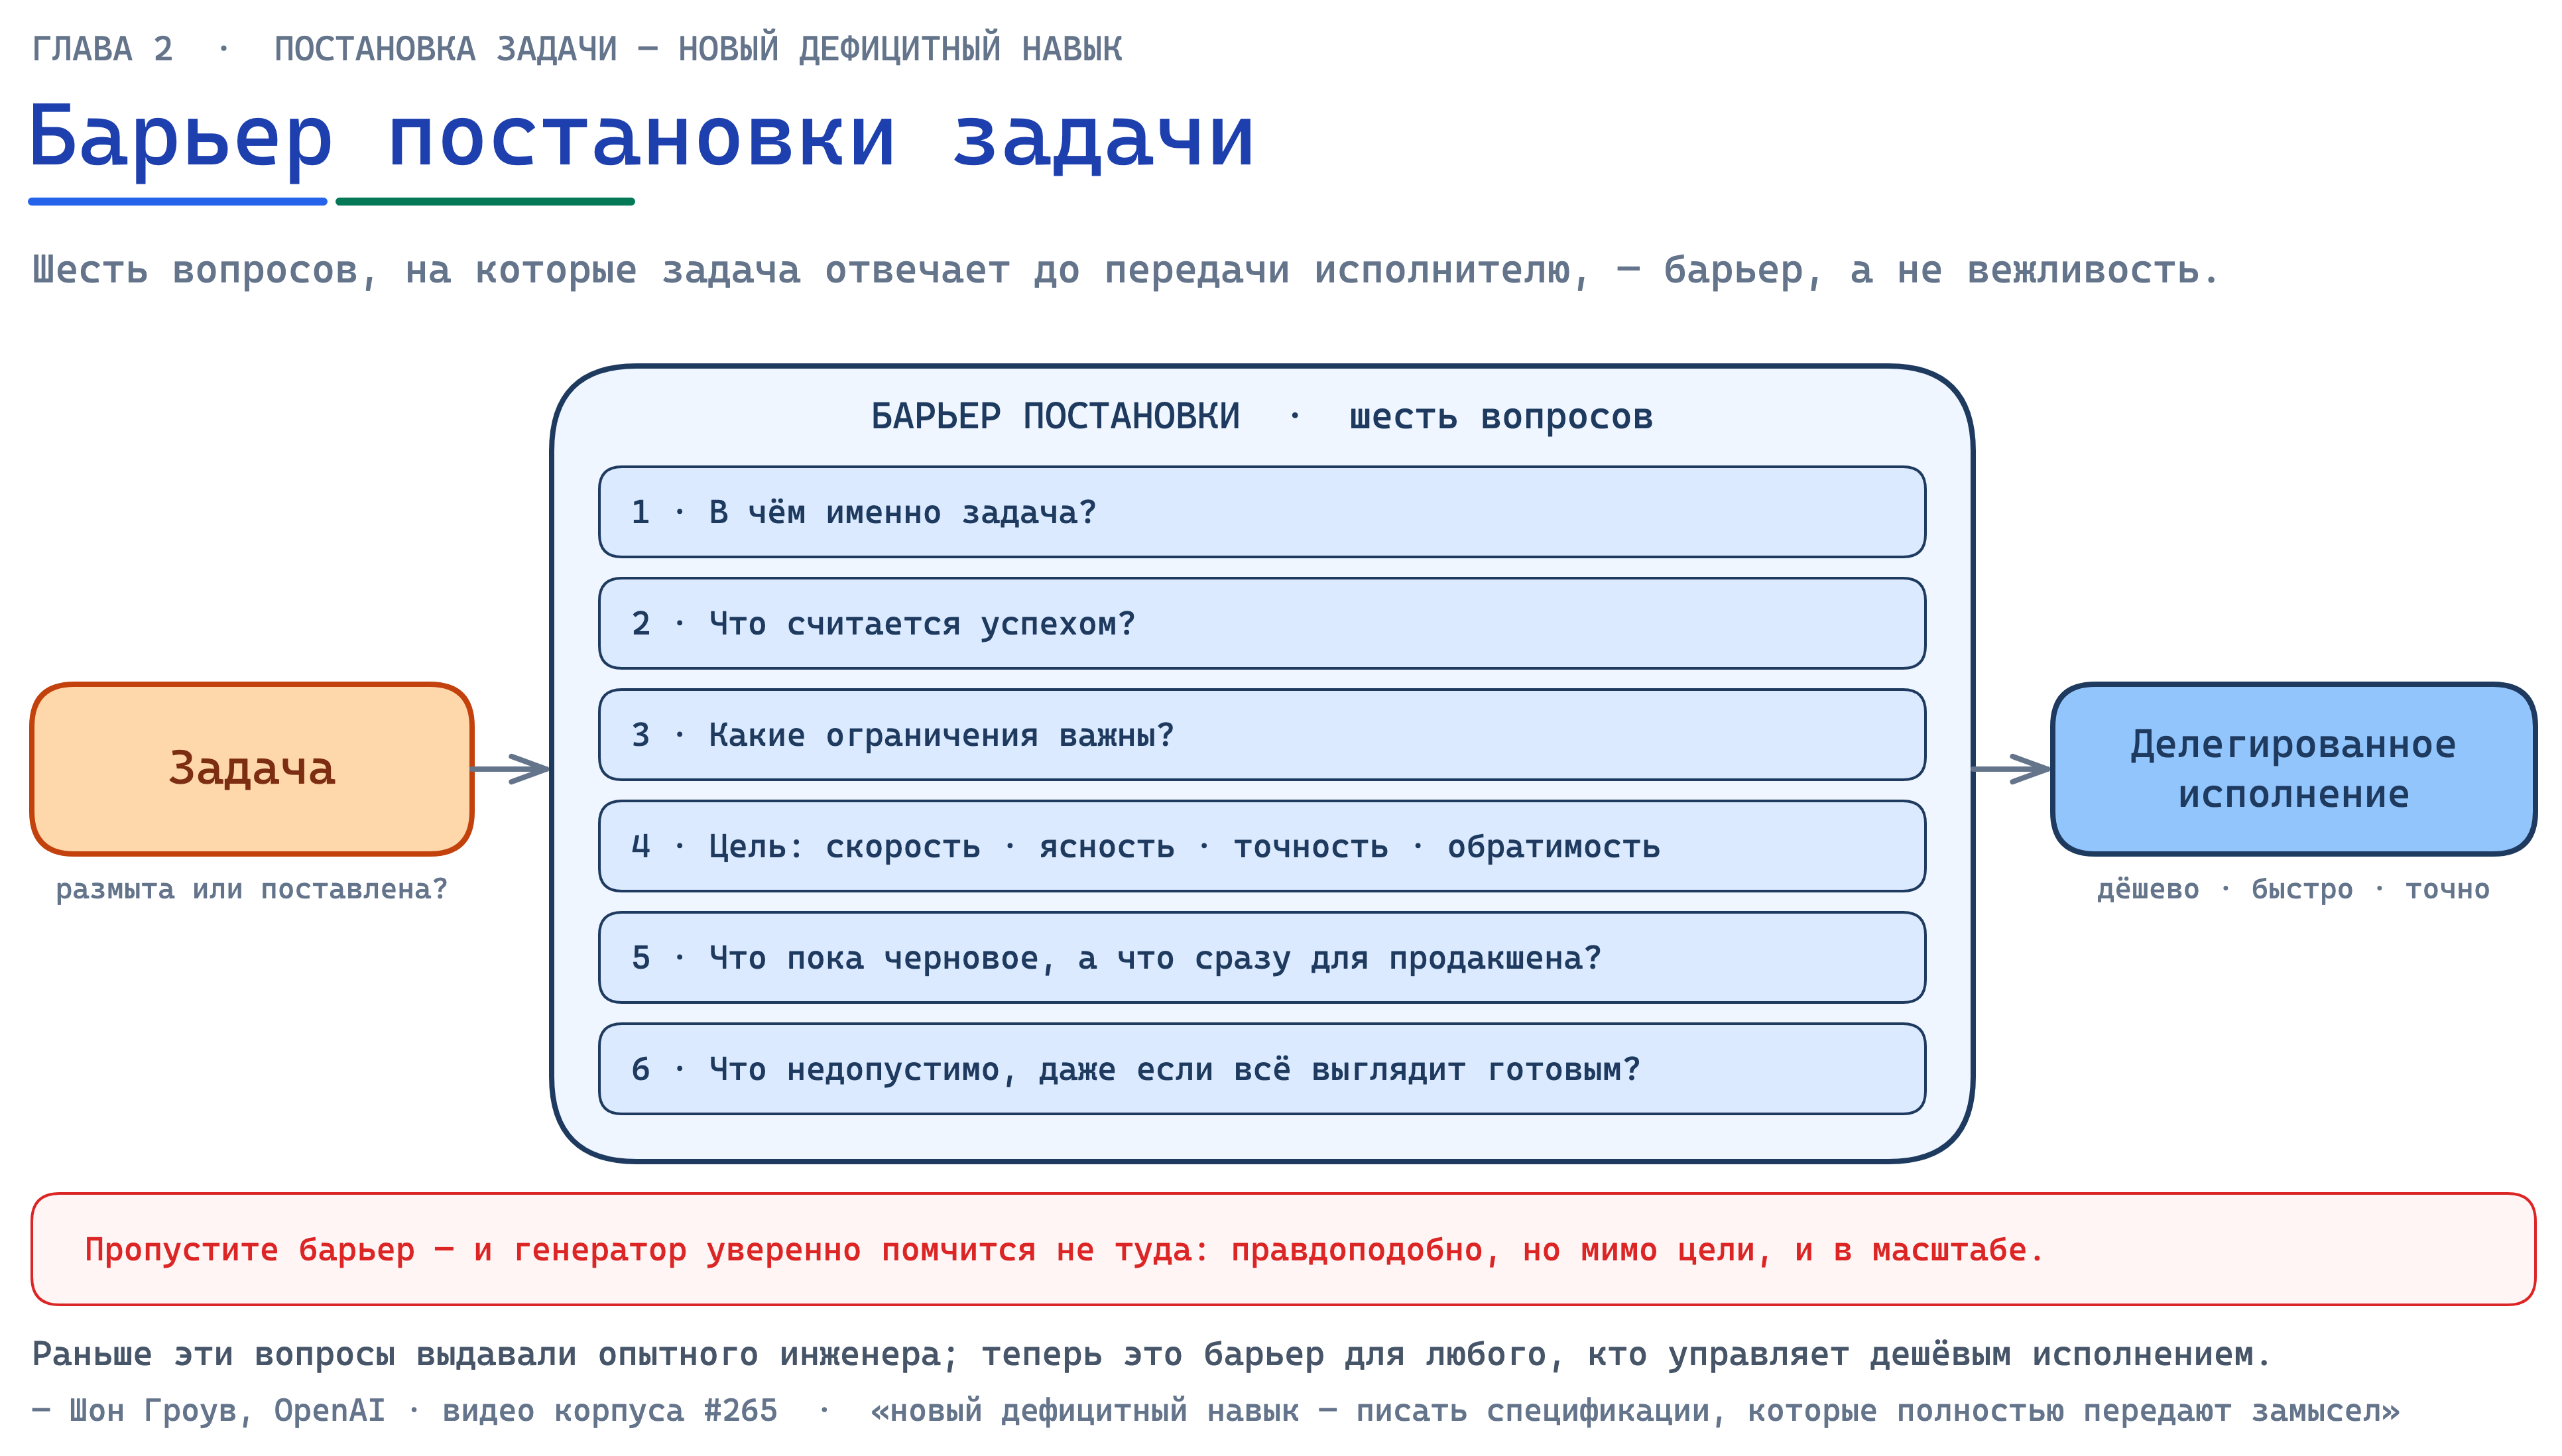 ГЛАВА 2 · ПОСТАНОВКА ЗАДАЧИ — НОВЫЙ ДЕФИЦИТНЫЙ НАВЫК
Барьер постановки задачи
Шесть вопросов, на которые задача отвечает до передачи исполнителю, — барьер, а не вежливость.
БАРЬЕР ПОСТАНОВКИ · шесть вопросов
1 · В чём именно задача?
2 · Что считается успехом?
3 · Какие ограничения важны?
4 · Цель: скорость · ясность · точность · обратимость
5 · Что пока черновое, а что сразу для продакшена?
6 · Что недопустимо, даже если всё выглядит готовым?
Задача
размыта или поставлена?
Делегированное
исполнение
дёшево · быстро · точно
Пропустите барьер — и генератор уверенно помчится не туда: правдоподобно, но мимо цели, и в масштабе.
Раньше эти вопросы выдавали опытного инженера; теперь это барьер для любого, кто управляет дешёвым исполнением.
— Шон Гроув, OpenAI · видео корпуса #265 · «новый дефицитный навык — писать спецификации, которые полностью передают замысел»